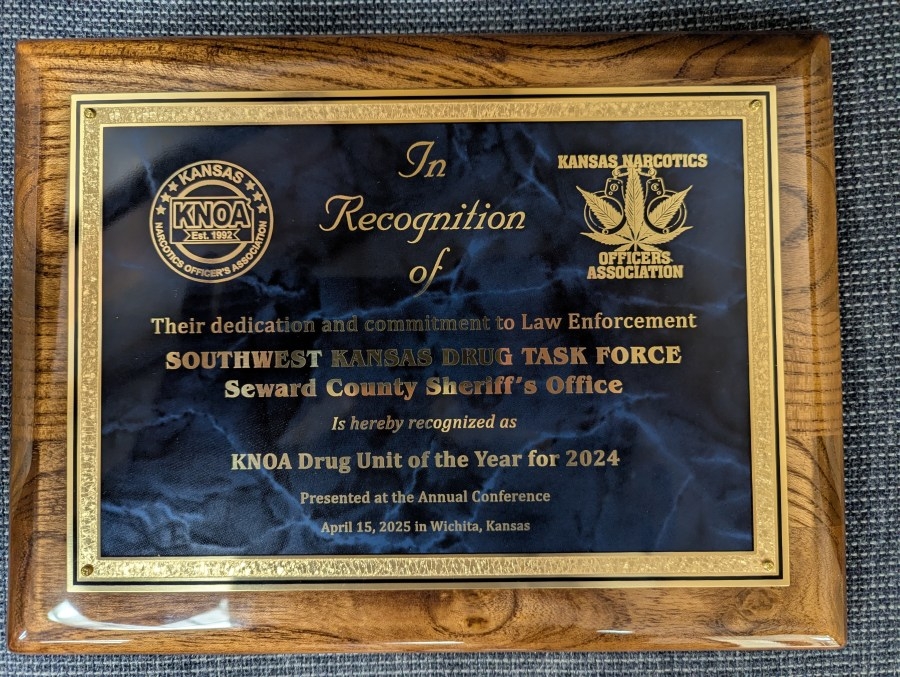 In
Recognition
of
KANSAS
KNOA
Est. 1992
NARCOTICS OFFICER'S ASSOCIATION
KANSAS NARCOTICS
OFFICERS
ASSOCIATION
Their dedication and commitment to Law Enforcement
SOUTHWEST KANSAS DRUG TASK FORCE
Seward County Sheriff's Office
Is hereby recognized as
KNOA Drug Unit of the Year for 2024
Presented at the Annual Conference
April 15, 2025 in Wichita, Kansas